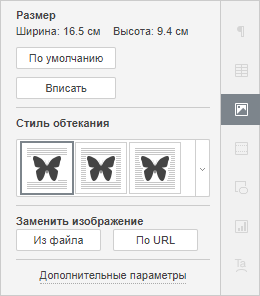 Размер
Ширина: 16.5 см Высота: 9.4 см
По умолчанию
Вписать
Стиль обтекания
Заменить изображение
Из файла По URL
Дополнительные параметры